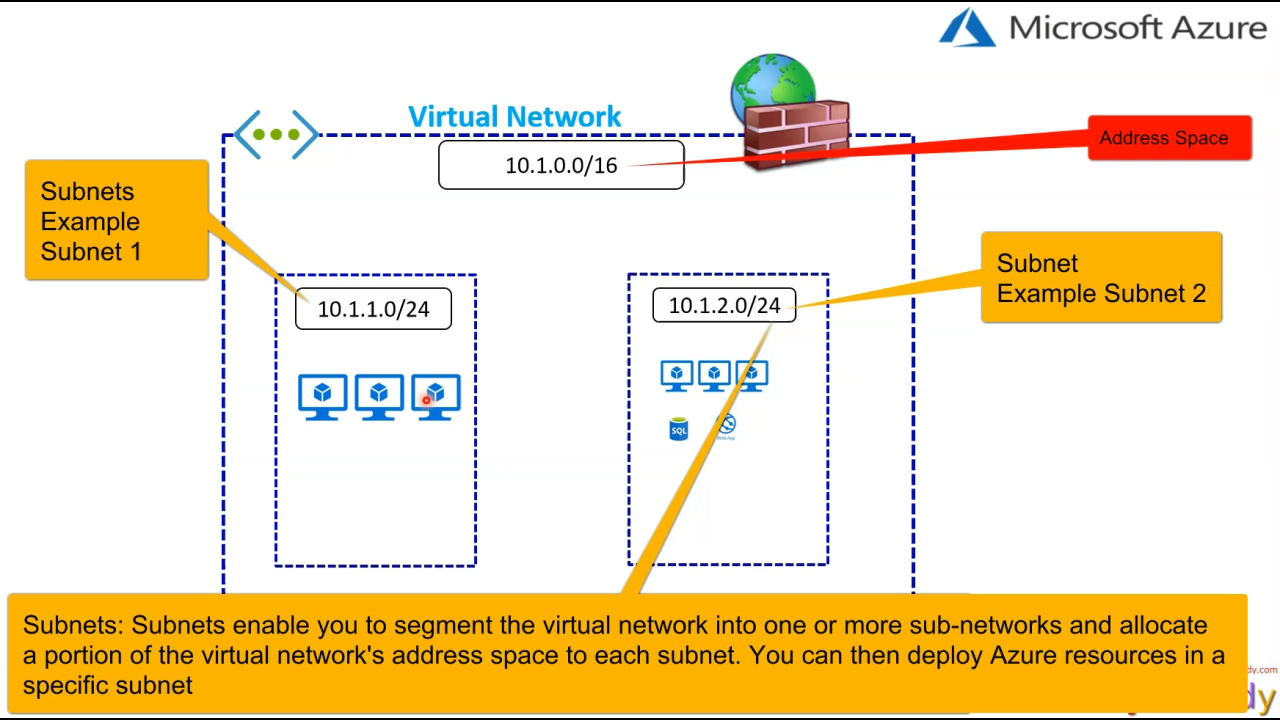 Microsoft Azure
Virtual Network
Address Space
10.1.0.0/16
Subnets
Example
Subnet 1
Subnet
Example Subnet 2
10.1.1.0/24
10.1.2.0/24
SQL
Subnets: Subnets enable you to segment the virtual network into one or more sub-networks and allocate
a portion of the virtual network's address space to each subnet. You can then deploy Azure resources in a
specific subnet